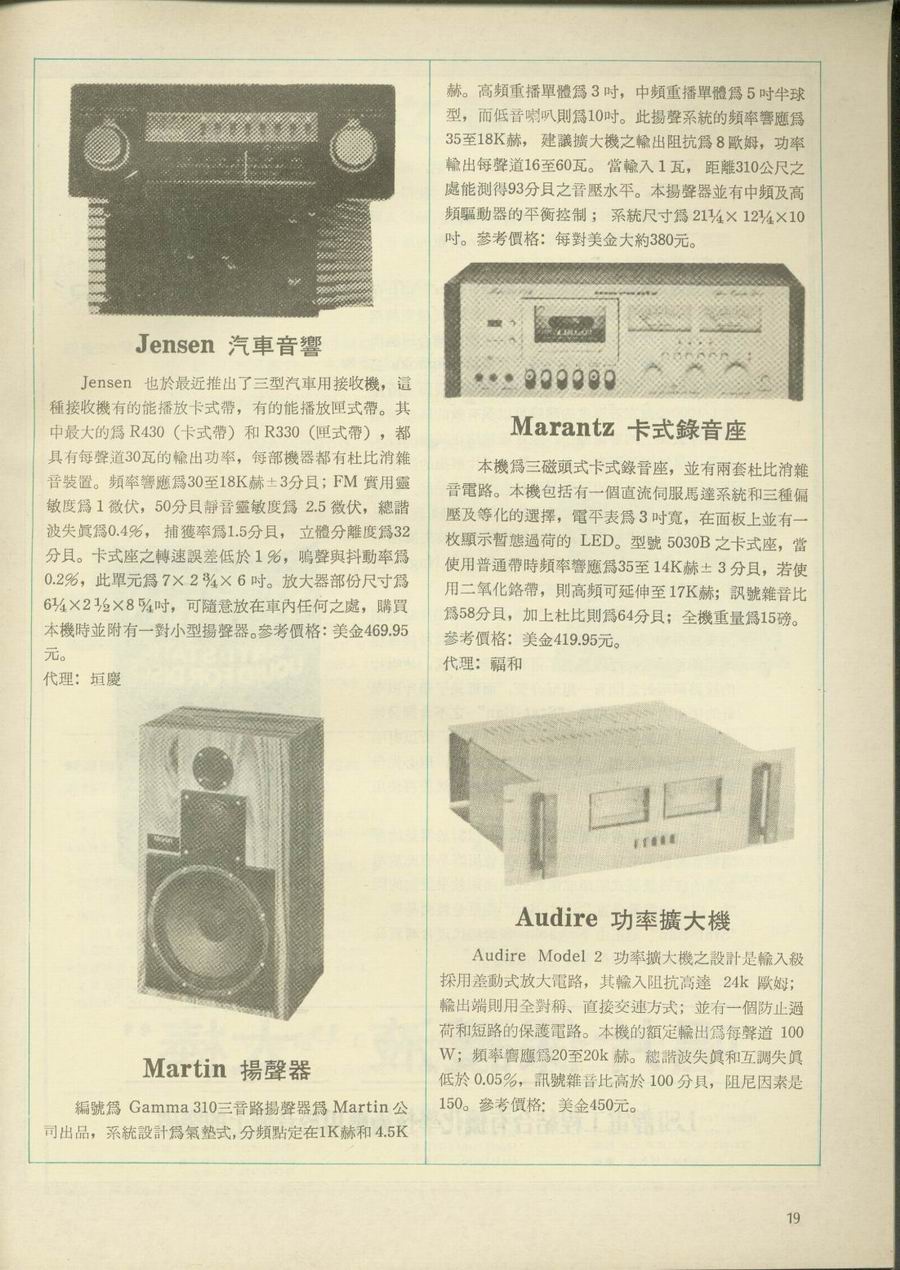 Jensen 汽車音響
Jensen 也於最近推出了三型汽車用接收機，這
種接收機有的能播放卡式帶，有的能播放匣式帶。其
中最大的爲 R430（卡式帶）和 R330（匣式帶），都
具有每聲道30瓦的輸出功率，每部機器都有杜比消雜
音裝置。頻率響應爲30至18K赫±3分貝；FM 實用靈
敏度爲 1 微伏，50分貝靜音靈敏度爲 2.5 微伏，總諧
波失眞爲0.4%， 捕獲率爲1.5分貝， 立體分離度爲32
分貝。卡式座之轉速誤差低於 1 %，鳴聲與抖動率爲
0.2%，此單元爲 7× 2 ¾× 6 吋。放大器部份尺寸爲
6¼×2 ½×8 ¾吋，可隨意放在車內任何之處，購買
本機時並附有一對小型揚聲器。參考價格：美金469.95
元。
代理：垣慶
Martin 揚聲器
編號爲 Gamma 310三音路揚聲器爲 Martin 公
司出品，系統設計爲氣墊式，分頻點定在1K赫和 4.5K
赫。高頻重播單體爲 3 吋，中頻重播單體爲 5 吋半球
型，而低音喇叭則爲10吋。此揚聲系統的頻率響應爲
35至18K赫， 建議擴大機之輸出阻抗爲 8 歐姆，功率
輸出每聲道16至60瓦。 當輸入 1 瓦， 距離310公尺之
處能測得93分貝之音壓水平。本揚聲器並有中頻及高
頻驅動器的平衡控制； 系統尺寸爲 21¼× 12¼×10
吋。參考價格：每對美金大約380元。
Marantz 卡式錄音座
本機爲三磁頭式卡式錄音座，並有兩套杜比消雜
音電路。本機包括有一個直流伺服馬達系統和三種偏
壓及等化的選擇，電平表爲 3 吋寬，在面板上並有一
枚顯示暫態過荷的 LED。型號 5030B 之卡式座，當
使用普通帶時頻率響應爲35至 14K赫± 3 分貝，若使
用二氧化鉻帶，則高頻可延伸至 17K赫；訊號雜音比
爲58分貝，加上杜比則爲64分貝；全機重量爲15磅。
參考價格：美金419.95元。
代理：福和
Audire 功率擴大機
Audire Model 2 功率擴大機之設計是輸入級
採用差動式放大電路，其輸入阻抗高達 24k 歐姆；
輸出端則用全對稱、直接交連方式；並有一個防止過
荷和短路的保護電路。本機的額定輸出爲每聲道 100
W；頻率響應爲20至20k 赫。總諧波失眞和互調失眞
低於 0.05%，訊號雜音比高於 100 分貝，阻尼因素是
150。參考價格：美金450元。
19